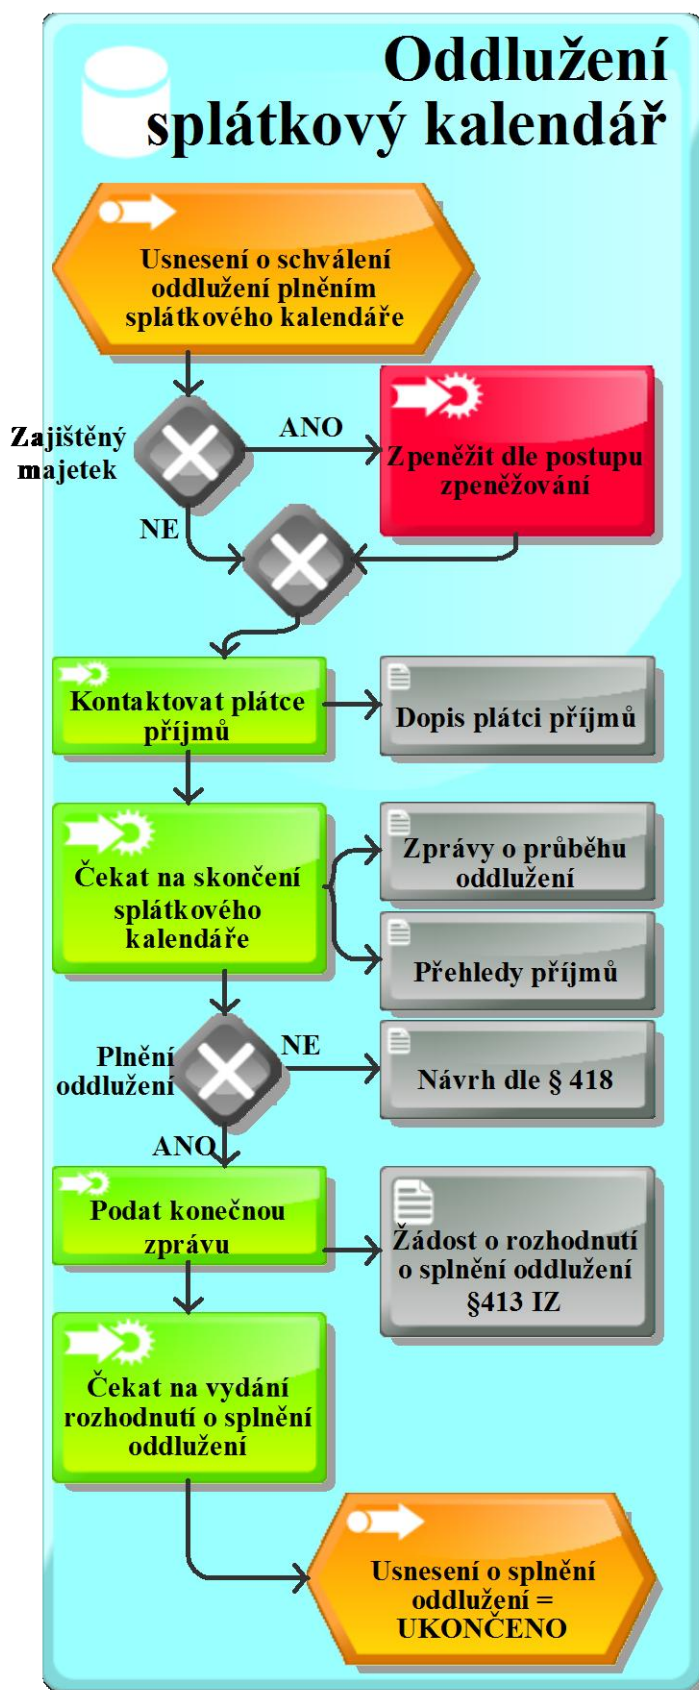 Oddlužení
splátkový kalendář
Usnesení o schválení
oddlužení plněním
splátkového kalendáře
Zajištěný
majetek
ANO
Zpeněžit dle postupu
zpeněžování
NE
Kontaktovat plátce
příjmů
Dopis plátci příjmů
Čekat na skončení
splátkového
kalendáře
Zprávy o průběhu
oddlužení
Přehledy příjmů
Plnění
oddlužení
NE
Návrh dle § 418
ANO
Podat konečnou
zprávu
Žádost o rozhodnutí
o splnění oddlužení
§413 IZ
Čekat na vydání
rozhodnutí o splnění
oddlužení
Usnesení o splnění
oddlužení =
UKONČENO